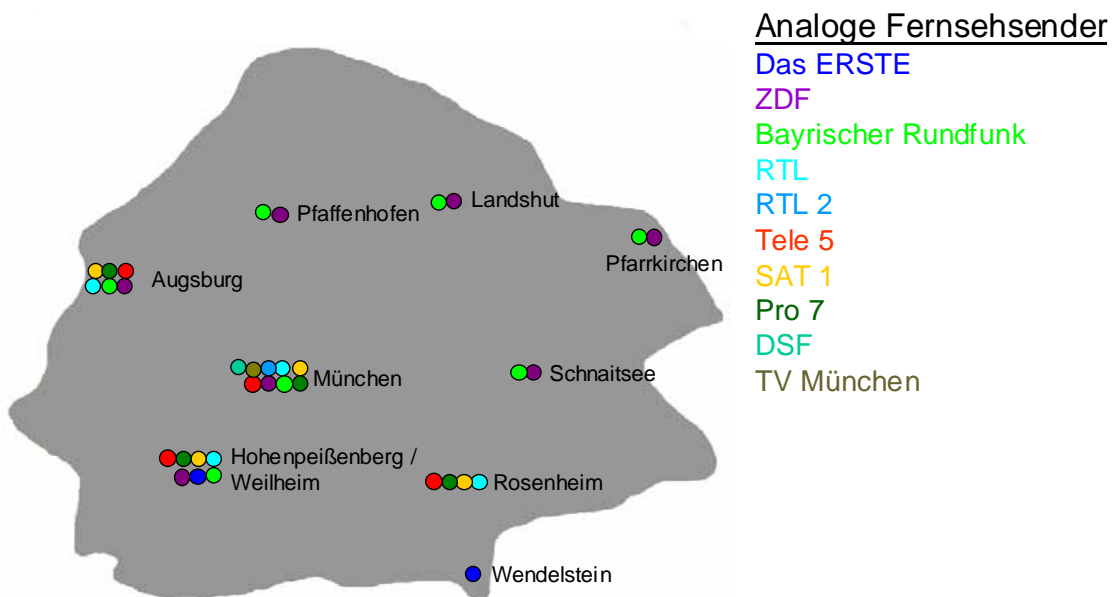 Analoge Fernsehsender
Das ERSTE
ZDF
Bayrischer Rundfunk
RTL
RTL 2
Tele 5
SAT 1
Pro 7
DSF
TV München
Landshut
Pfaffenhofen
Pfarrkirchen
Augsburg
München
Schnaitsee
Hohenpeißenberg /
Weilheim
Rosenheim
Wendelstein